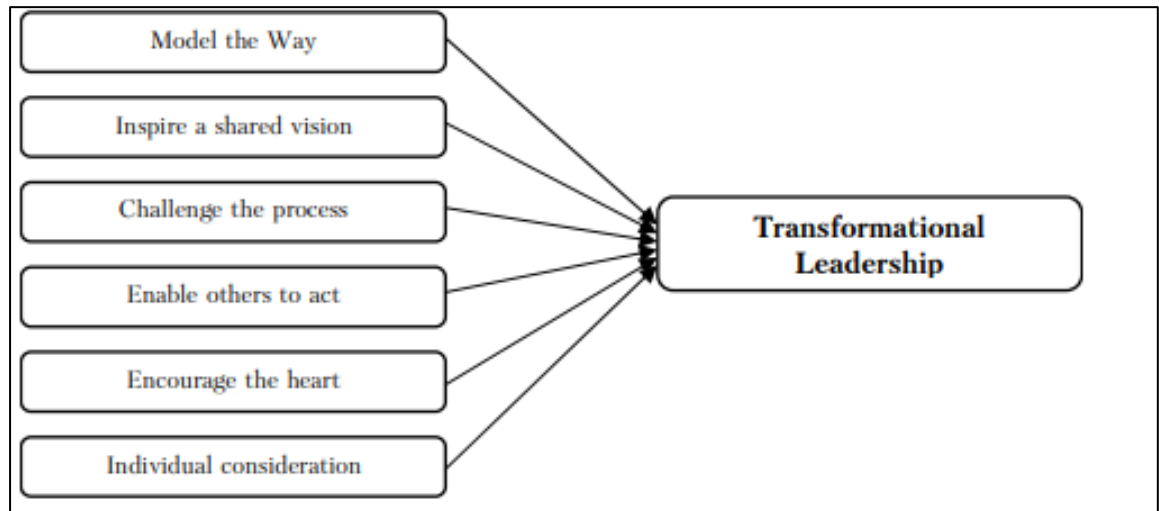 Model the Way
Inspire a shared vision
Challenge the process
Enable others to act
Encourage the heart
Individual consideration
Transformational
Leadership